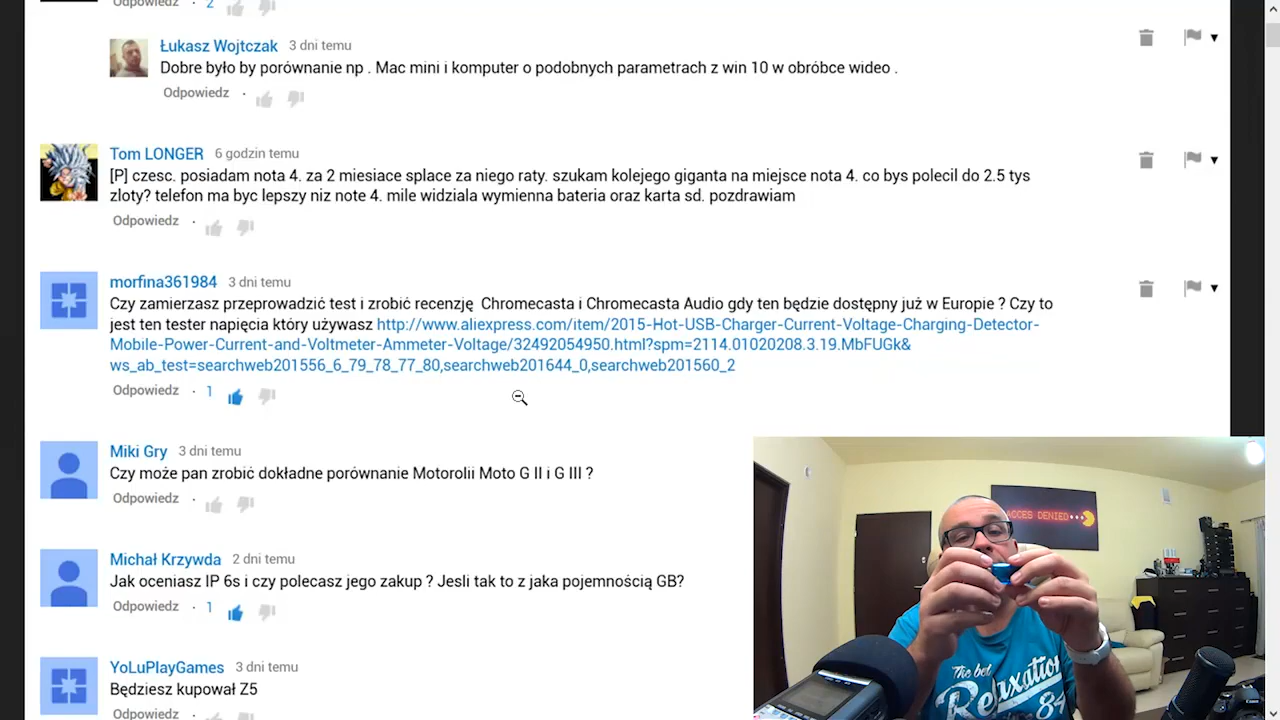 Odpowiedz · 2
Łukasz Wojtczak 3 dni temu
Dobre było by porównanie np . Mac mini i komputer o podobnych parametrach z win 10 w obróbce wideo .
Odpowiedz ·
Tom LONGER 6 godzin temu
[P] czesc. posiadam nota 4. za 2 miesiace splace za niego raty. szukam kolejego giganta na miejsce nota 4. co bys polecil do 2.5 tys
zloty? telefon ma byc lepszy niz note 4. mile widziala wymienna bateria oraz karta sd. pozdrawiam
Odpowiedz ·
morfina361984 3 dni temu
Czy zamierzasz przeprowadzić test i zrobić recenzję Chromecasta i Chromecasta Audio gdy ten będzie dostępny już w Europie ? Czy to
jest ten tester napięcia który używasz http://www.aliexpress.com/item/2015-Hot-USB-Charger-Current-Voltage-Charging-Detector-
Mobile-Power-Current-and-Voltmeter-Ammeter-Voltage/32492054950.html?spm=2114.01020208.3.19.MbFUGk&
ws_ab_test=searchweb201556_6_79_78_77_80,searchweb201644_0,searchweb201560_2
Odpowiedz · 1
Miki Gry 3 dni temu
Czy może pan zrobić dokładne porównanie Motorolii Moto G II i G III ?
Odpowiedz ·
Michał Krzywda 2 dni temu
Jak oceniasz IP 6s i czy polecasz jego zakup ? Jesli tak to z jaka pojemnością GB?
Odpowiedz · 1
YoLuPlayGames 3 dni temu
Będziesz kupował Z5
Odpowiedz ·
ACCES DENIED
The best
Relaxation
84